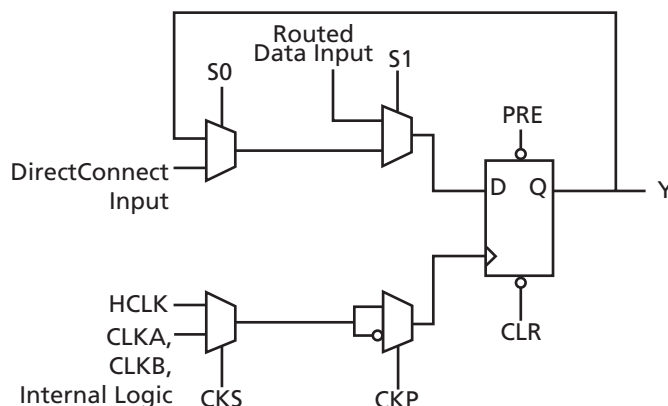 Routed
Data Input
S1
S0
PRE
DirectConnect
Input
D Q
Y
HCLK
CLKA,
CLKB,
Internal Logic
CKS
CKP
CLR